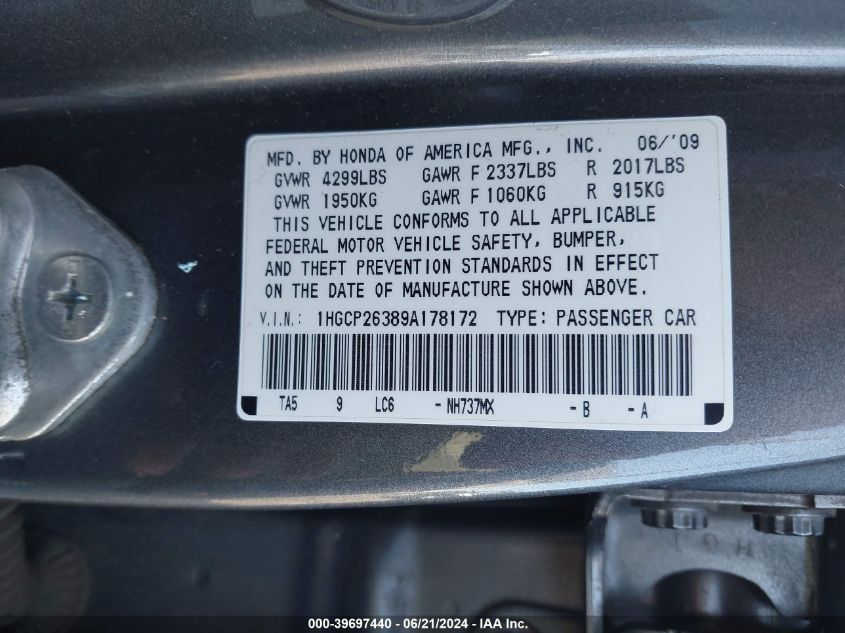 MFD. BY HONDA OF AMERICA MFG., INC. 06/'09
GVWR 4299LBS GAWR F 2337LBS R 2017LBS
GVWR 1950KG GAWR F 1060KG R 915KG
THIS VEHICLE CONFORMS TO ALL APPLICABLE
FEDERAL MOTOR VEHICLE SAFETY, BUMPER,
AND THEFT PREVENTION STANDARDS IN EFFECT
ON THE DATE OF MANUFACTURE SHOWN ABOVE.
V.I.N.: 1HGCP26389A178172 TYPE: PASSENGER CAR
TA5 9 LC6 - NH737MX - B - A
H G 1
000-39697440 - 06/21/2024 - IAA Inc.